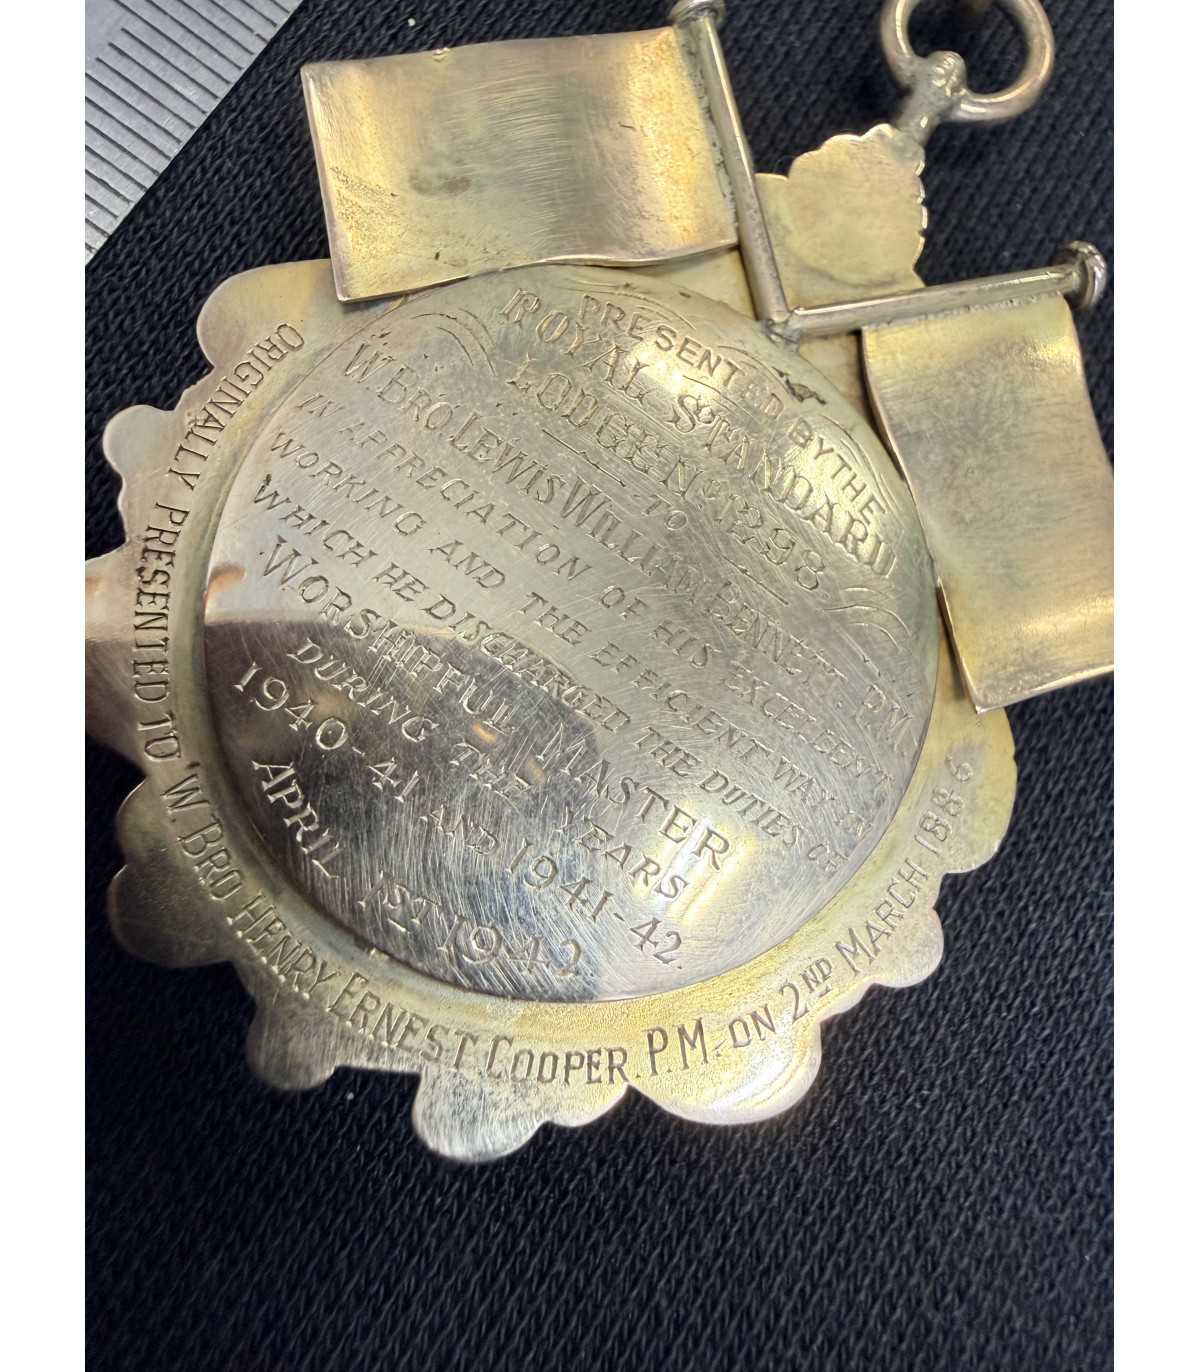 PRESENTED BY THE
ROYAL STANDARD
LODGE Nº 1298
TO
W. BRO. LEWIS WILLIAM BENNETT. P.M.
IN APPRECIATION OF HIS EXCELLENT
WORKING AND THE EFFICIENT WAY IN
WHICH HE DISCHARGED THE DUTIES OF
WORSHIPFUL MASTER
DURING THE YEARS
1940-41 AND 1941-42.
APRIL 1ST 1942
ORIGINALLY PRESENTED TO W. BRO HENRY ERNEST COOPER. P.M. ON 2ND MARCH 1886